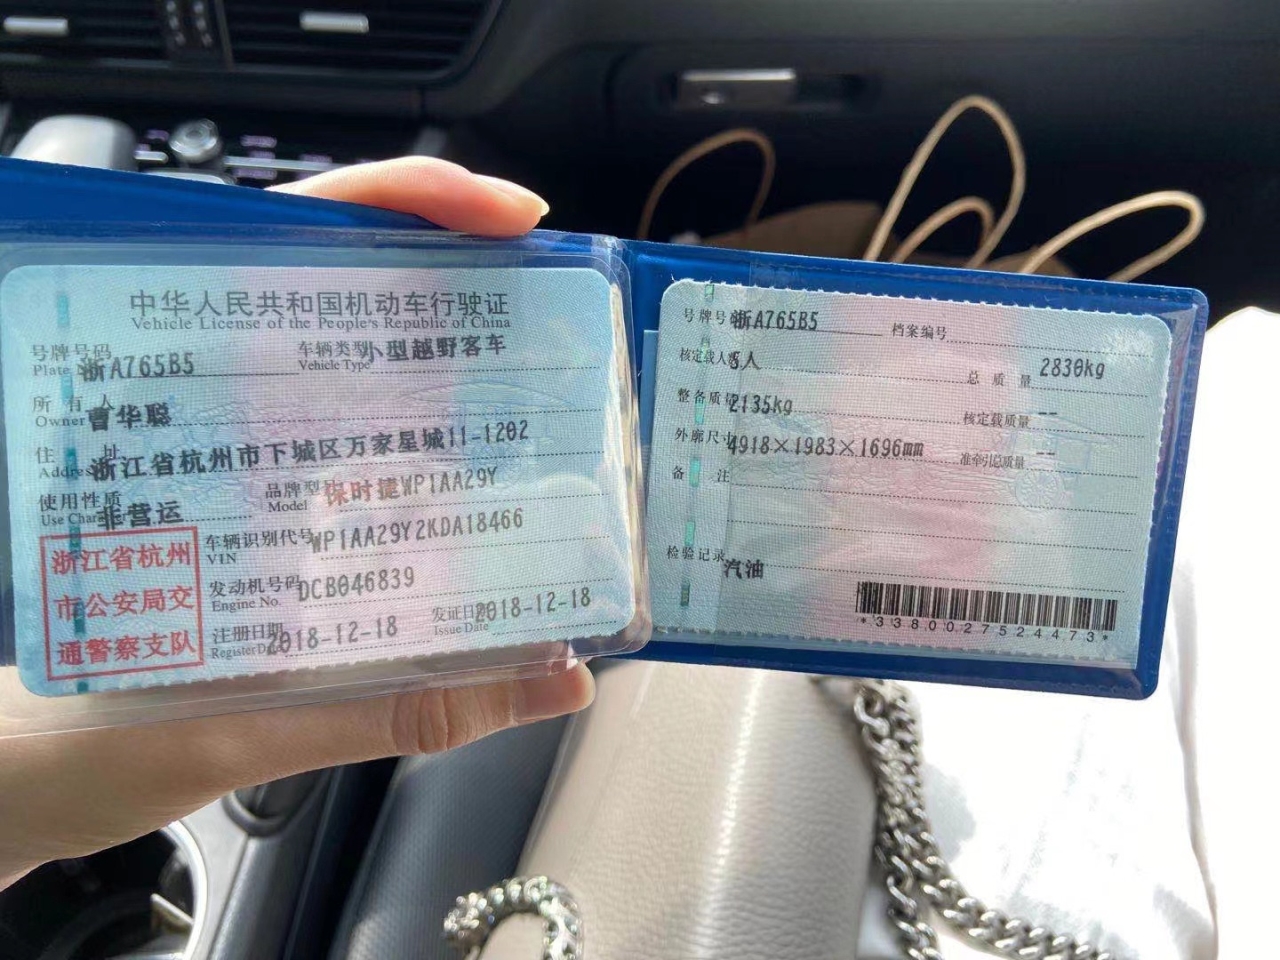 中华人民共和国机动车行驶证
Vehicle License of the People's Republic of China
号牌号码 浙A765B5 车辆类型 小型越野客车
Plate Vehicle Type
所有人 曹华聪
Owner
住址 浙江省杭州市下城区万家星城11-1202
Address
使用性质 非营运 品牌型号 保时捷WP1AA29Y
Use Character Model
浙江省杭州
市公安局交
通警察支队
车辆识别代号 WP1AA29Y2KDA18466
VIN
发动机号码 DCB046839
Engine No.
注册日期 2018-12-18 发证日期 2018-12-18
Register Date Issue Date
号牌号码 浙A765B5 档案编号
核定载人数 5人 总质量 2830kg
整备质量 2135kg 核定载质量 --
外廓尺寸 4918×1983×1696mm 准牵引总质量 --
备注
检验记录 汽油
*3380027524473*